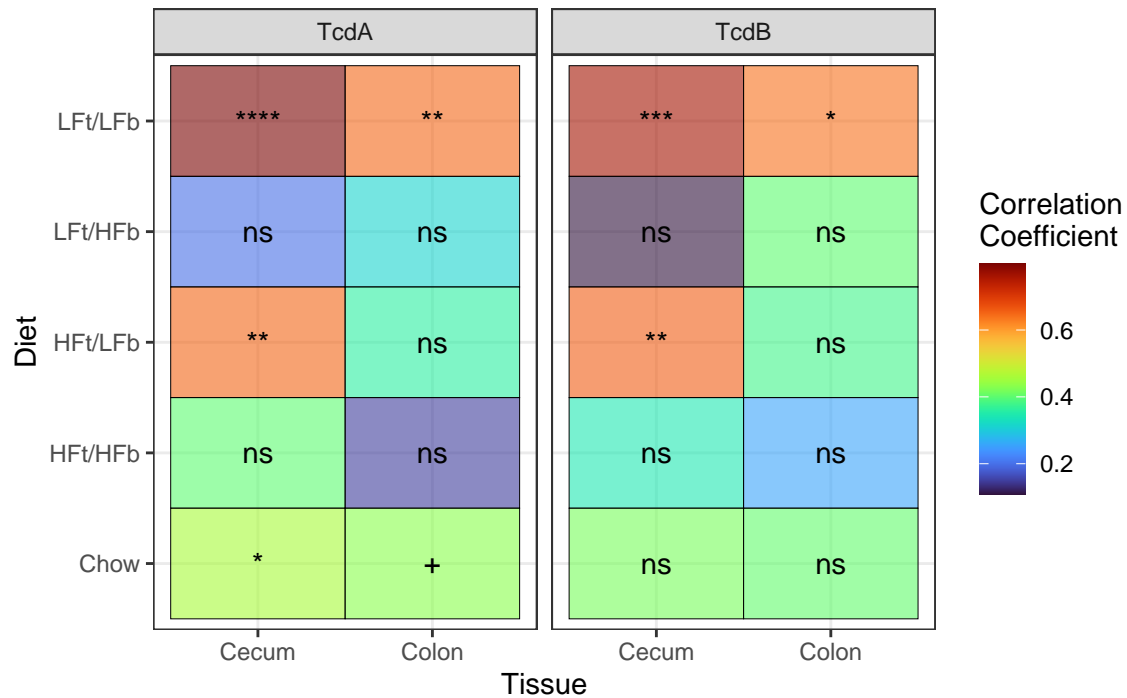 TcdA TcdB
LFt/LFb **** ** *** *
LFt/HFb ns ns ns ns
HFt/LFb ** ns ** ns
HFt/HFb ns ns ns ns
Chow * + ns ns
Cecum Colon Cecum Colon
Tissue
Diet
Correlation
Coefficient
0.6
0.4
0.2